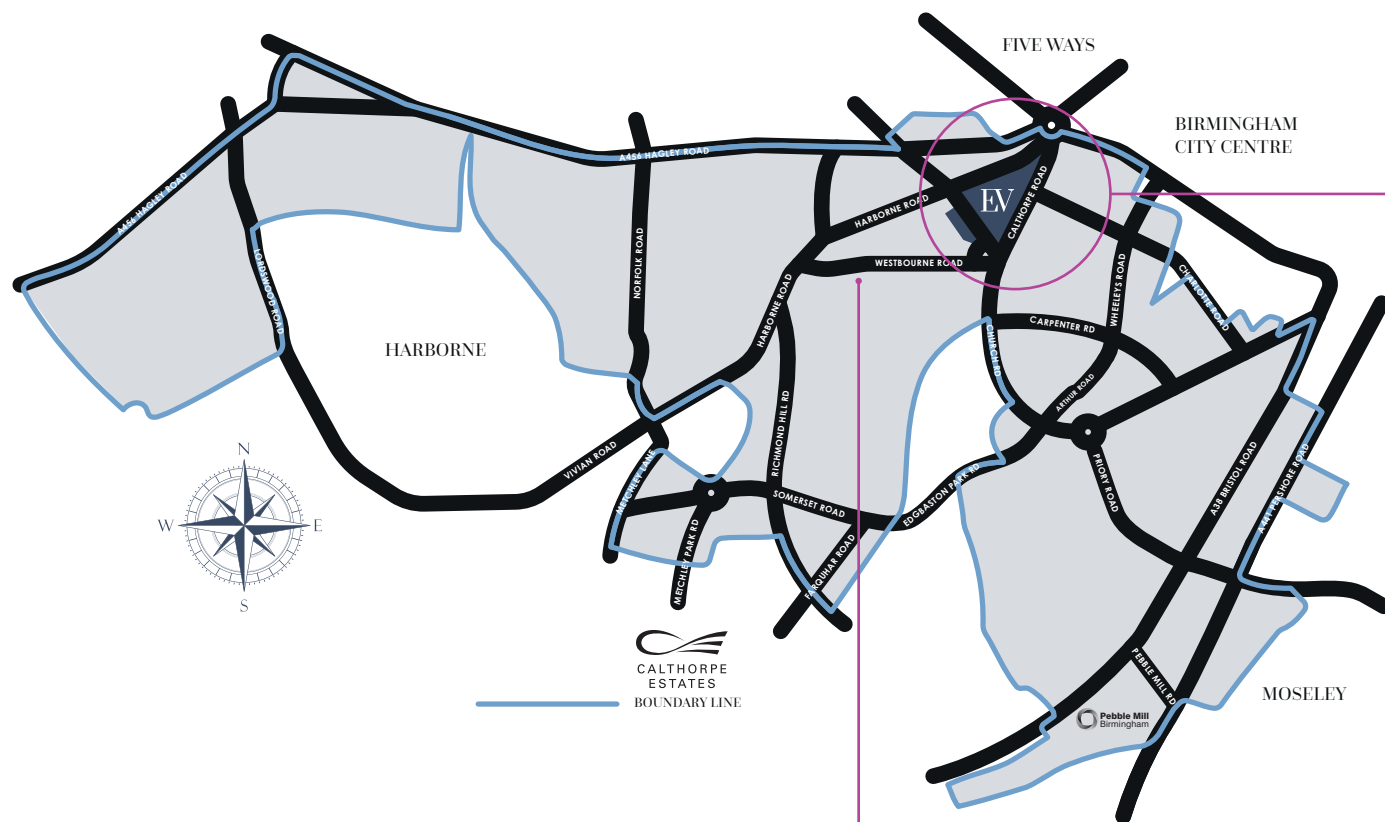 FIVE WAYS
BIRMINGHAM
CITY CENTRE
A456 HAGLEY ROAD
A456 HAGLEY ROAD
EV
CALTHORPE ROAD
HARBORNE ROAD
WESTBOURNE ROAD
NORFOLK ROAD
LORDSWOOD ROAD
HARBORNE ROAD
WHEELEYS ROAD
CHARLOTTE ROAD
CARPENTER RD
CHURCH RD
HARBORNE
ARTHUR ROAD
RICHMOND HILL RD
VIVIAN ROAD
METCHLEY LANE
SOMERSET ROAD
EDGBASTON PARK RD
PRIORY ROAD
A38 BRISTOL ROAD
A441 PERSHORE ROAD
METCHLEY PARK RD
FARQUHAR ROAD
N
W
E
S
CALTHORPE
ESTATES
BOUNDARY LINE
PEBBLE MILL RD
MOSELEY
Pebble Mill
Birmingham